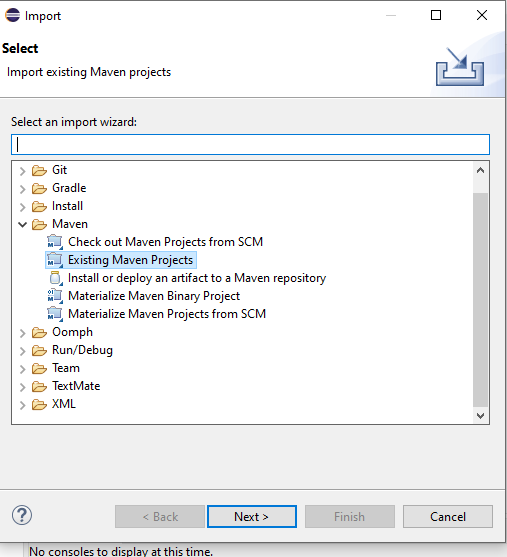 Import
Select
Import existing Maven projects
Select an import wizard:
Git
Gradle
Install
Maven
Check out Maven Projects from SCM
Existing Maven Projects
Install or deploy an artifact to a Maven repository
Materialize Maven Binary Project
Materialize Maven Projects from SCM
Oomph
Run/Debug
Team
TextMate
XML
? < Back Next > Finish Cancel
No consoles to display at this time.